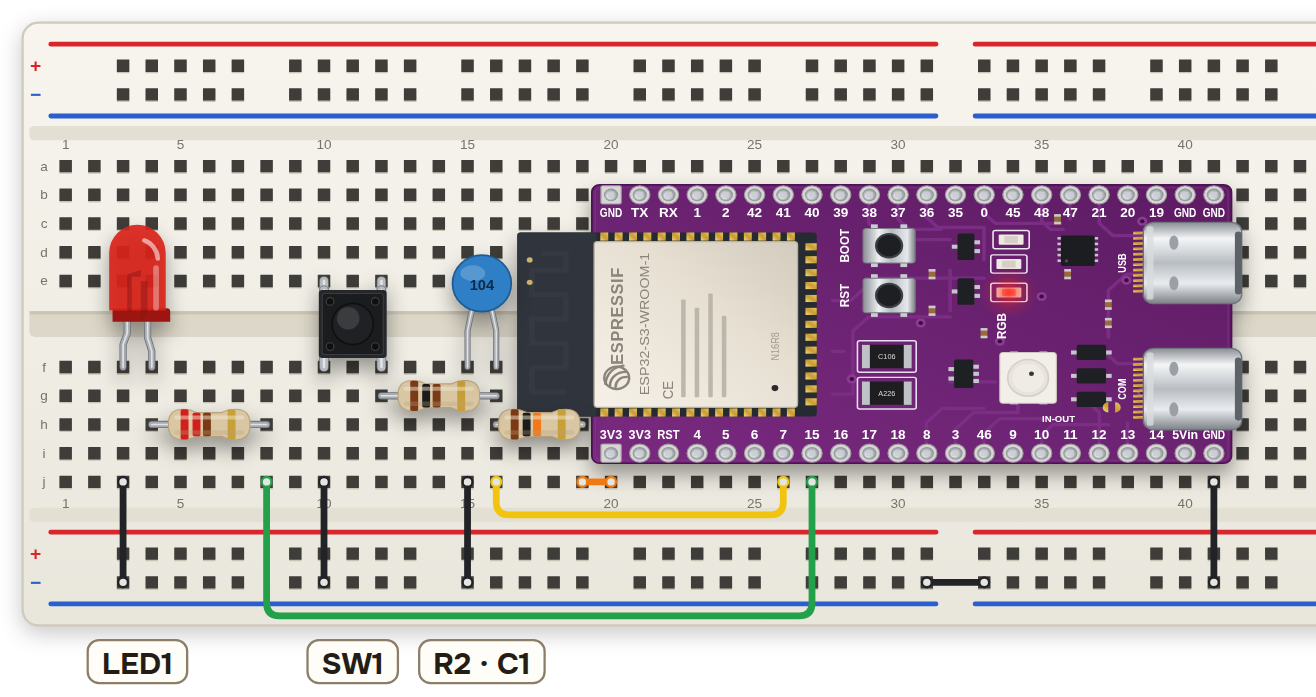 +
−
1 5 10 15 20 25 30 35 40
a
b
c
d
e
f
g
h
i
j
GND TX RX 1 2 42 41 40 39 38 37 36 35 0 45 48 47 21 20 19 GND GND
BOOT
RST
USB
COM
RGB
104
ESPRESSIF
ESP32-S3-WROOM-1
CE
N16R8
C106
A226
IN-OUT
3V3 3V3 RST 4 5 6 7 15 16 17 18 8 3 46 9 10 11 12 13 14 5Vin GND
1 5 15 20 25 30 35 40
+
−
LED1
SW1
R2 · C1